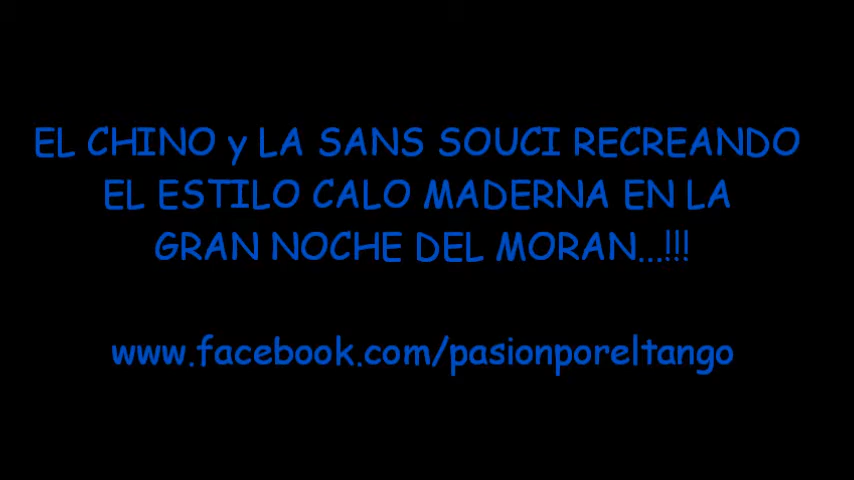 EL CHINO y LA SANS SOUCI RECREANDO
EL ESTILO CALO MADERNA EN LA
GRAN NOCHE DEL MORAN...!!!
www.facebook.com/pasionporeltango